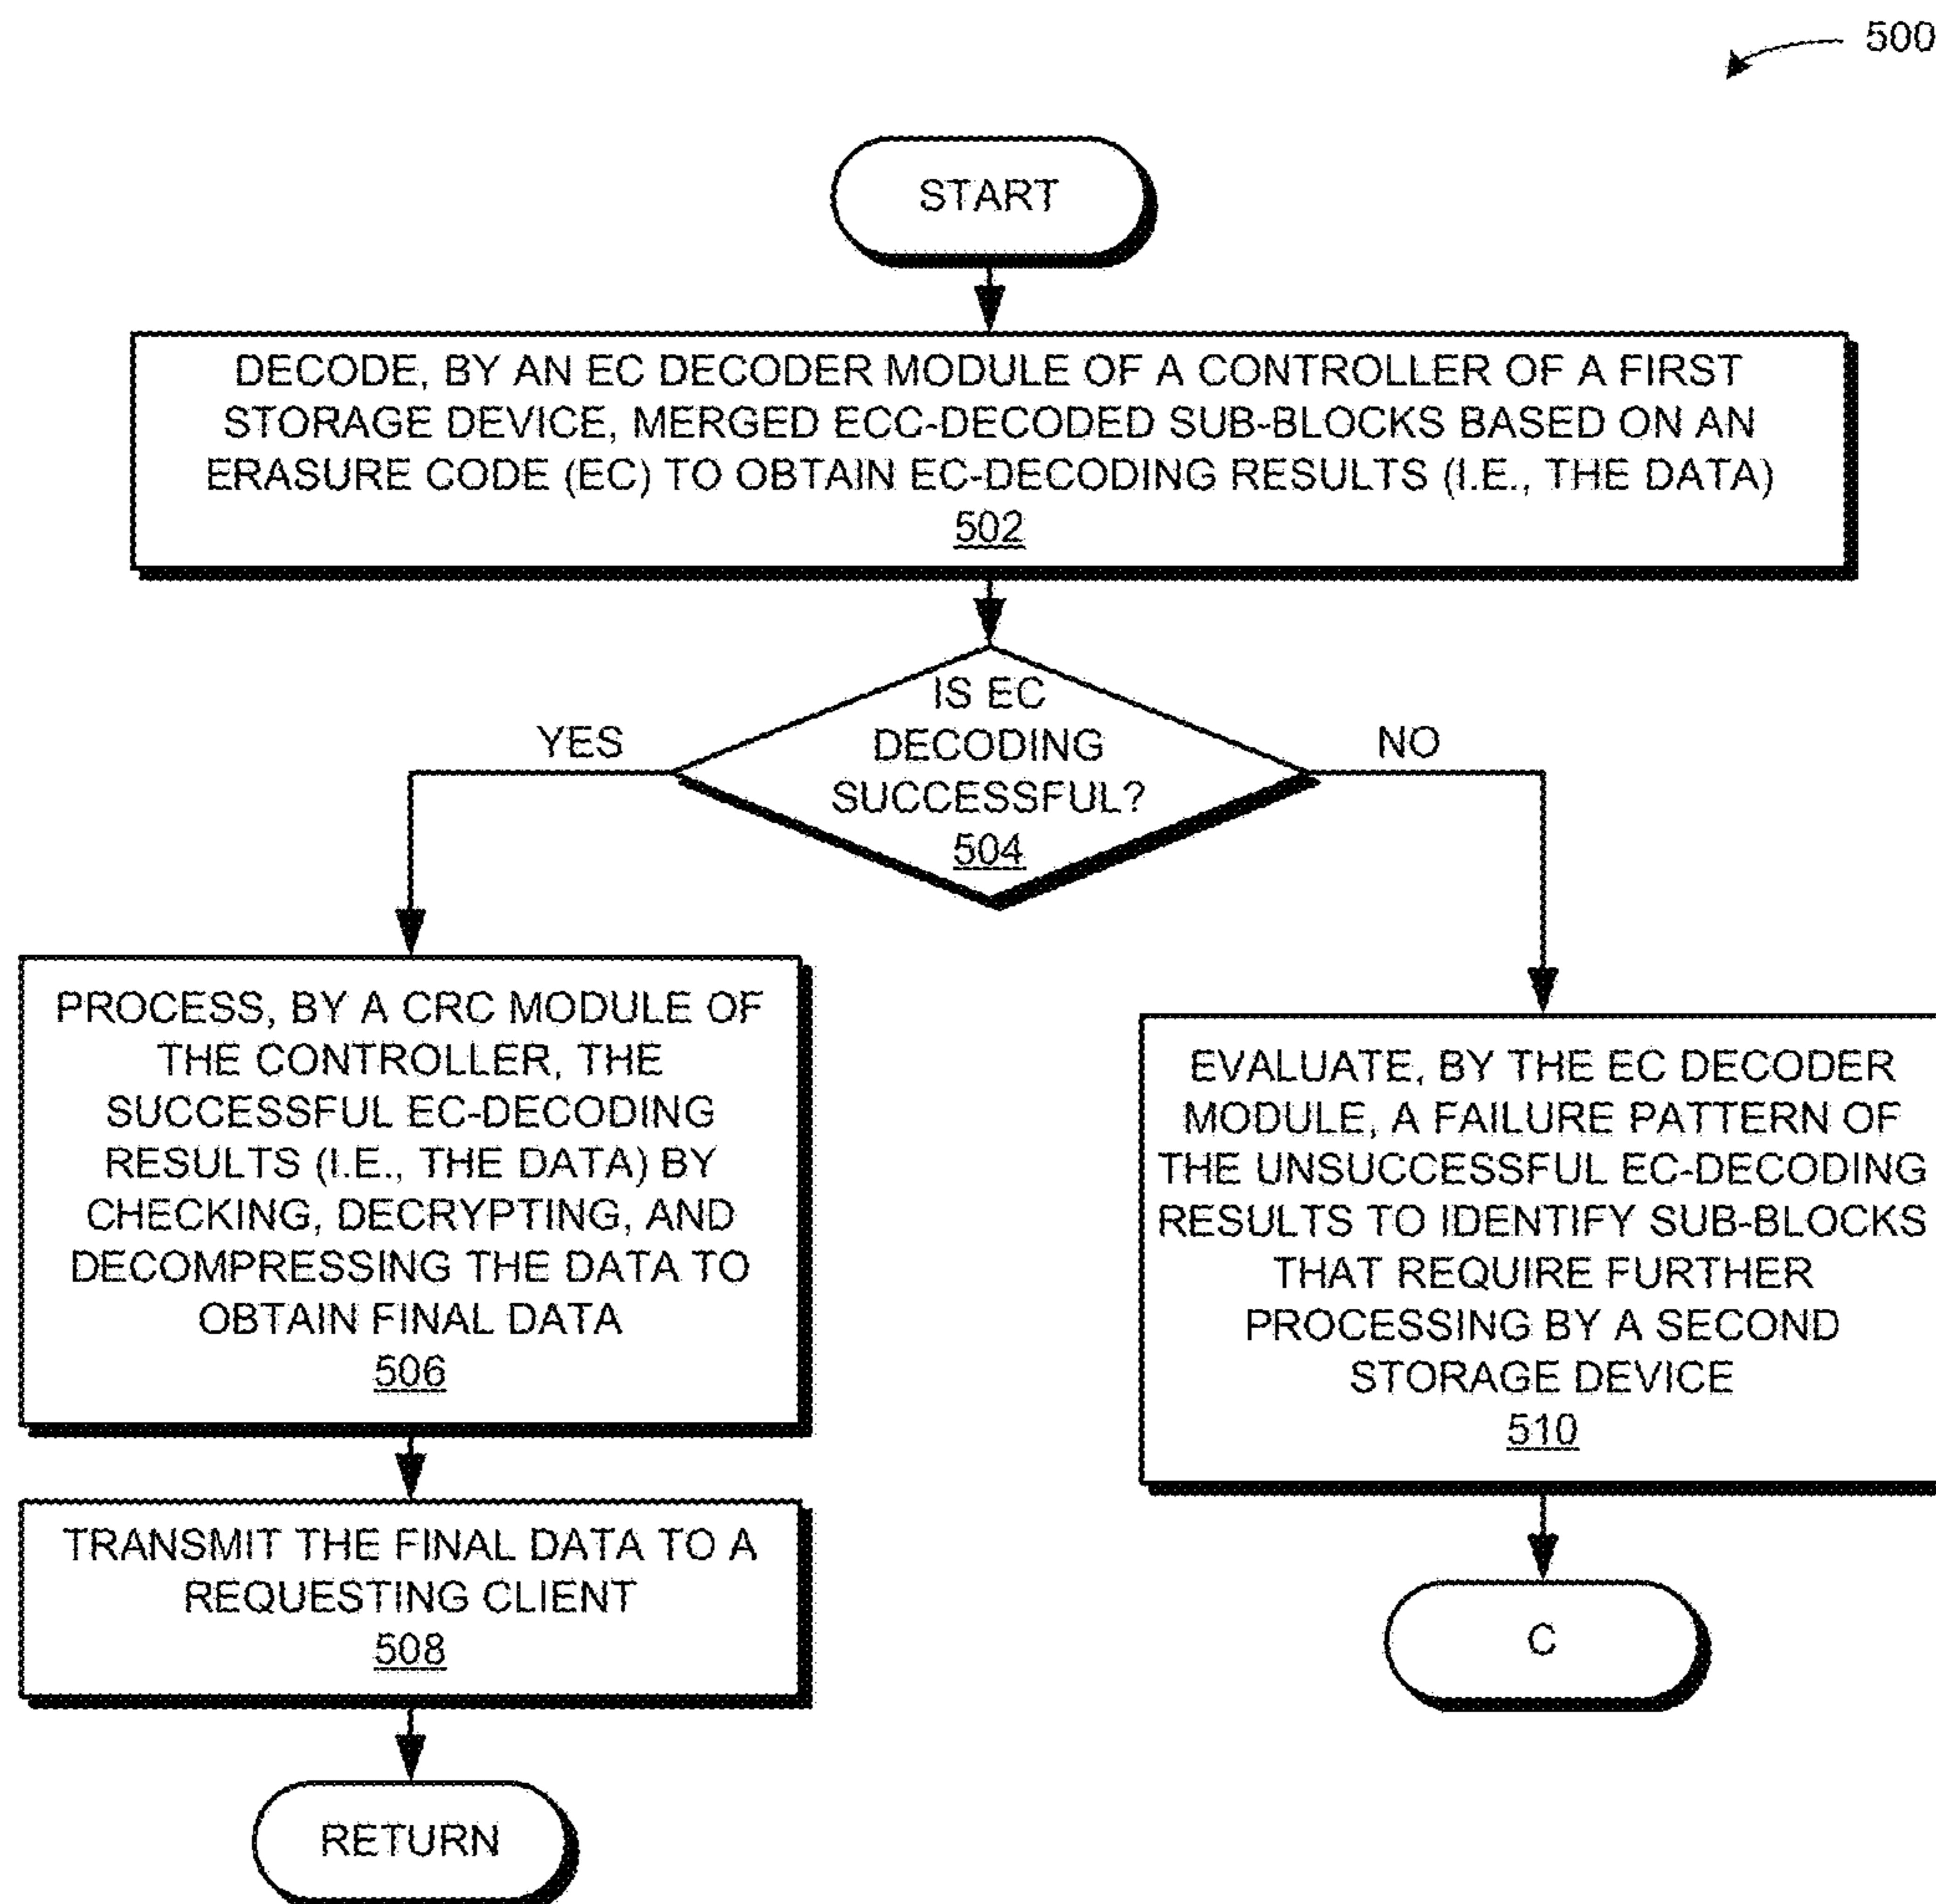 500
START
DECODE, BY AN EC DECODER MODULE OF A CONTROLLER OF A FIRST
STORAGE DEVICE, MERGED ECC-DECODED SUB-BLOCKS BASED ON AN
ERASURE CODE (EC) TO OBTAIN EC-DECODING RESULTS (I.E., THE DATA)
502
IS EC
DECODING
SUCCESSFUL?
504
YES
NO
PROCESS, BY A CRC MODULE OF
THE CONTROLLER, THE
SUCCESSFUL EC-DECODING
RESULTS (I.E., THE DATA) BY
CHECKING, DECRYPTING, AND
DECOMPRESSING THE DATA TO
OBTAIN FINAL DATA
506
TRANSMIT THE FINAL DATA TO A
REQUESTING CLIENT
508
RETURN
EVALUATE, BY THE EC DECODER
MODULE, A FAILURE PATTERN OF
THE UNSUCCESSFUL EC-DECODING
RESULTS TO IDENTIFY SUB-BLOCKS
THAT REQUIRE FURTHER
PROCESSING BY A SECOND
STORAGE DEVICE
510
C